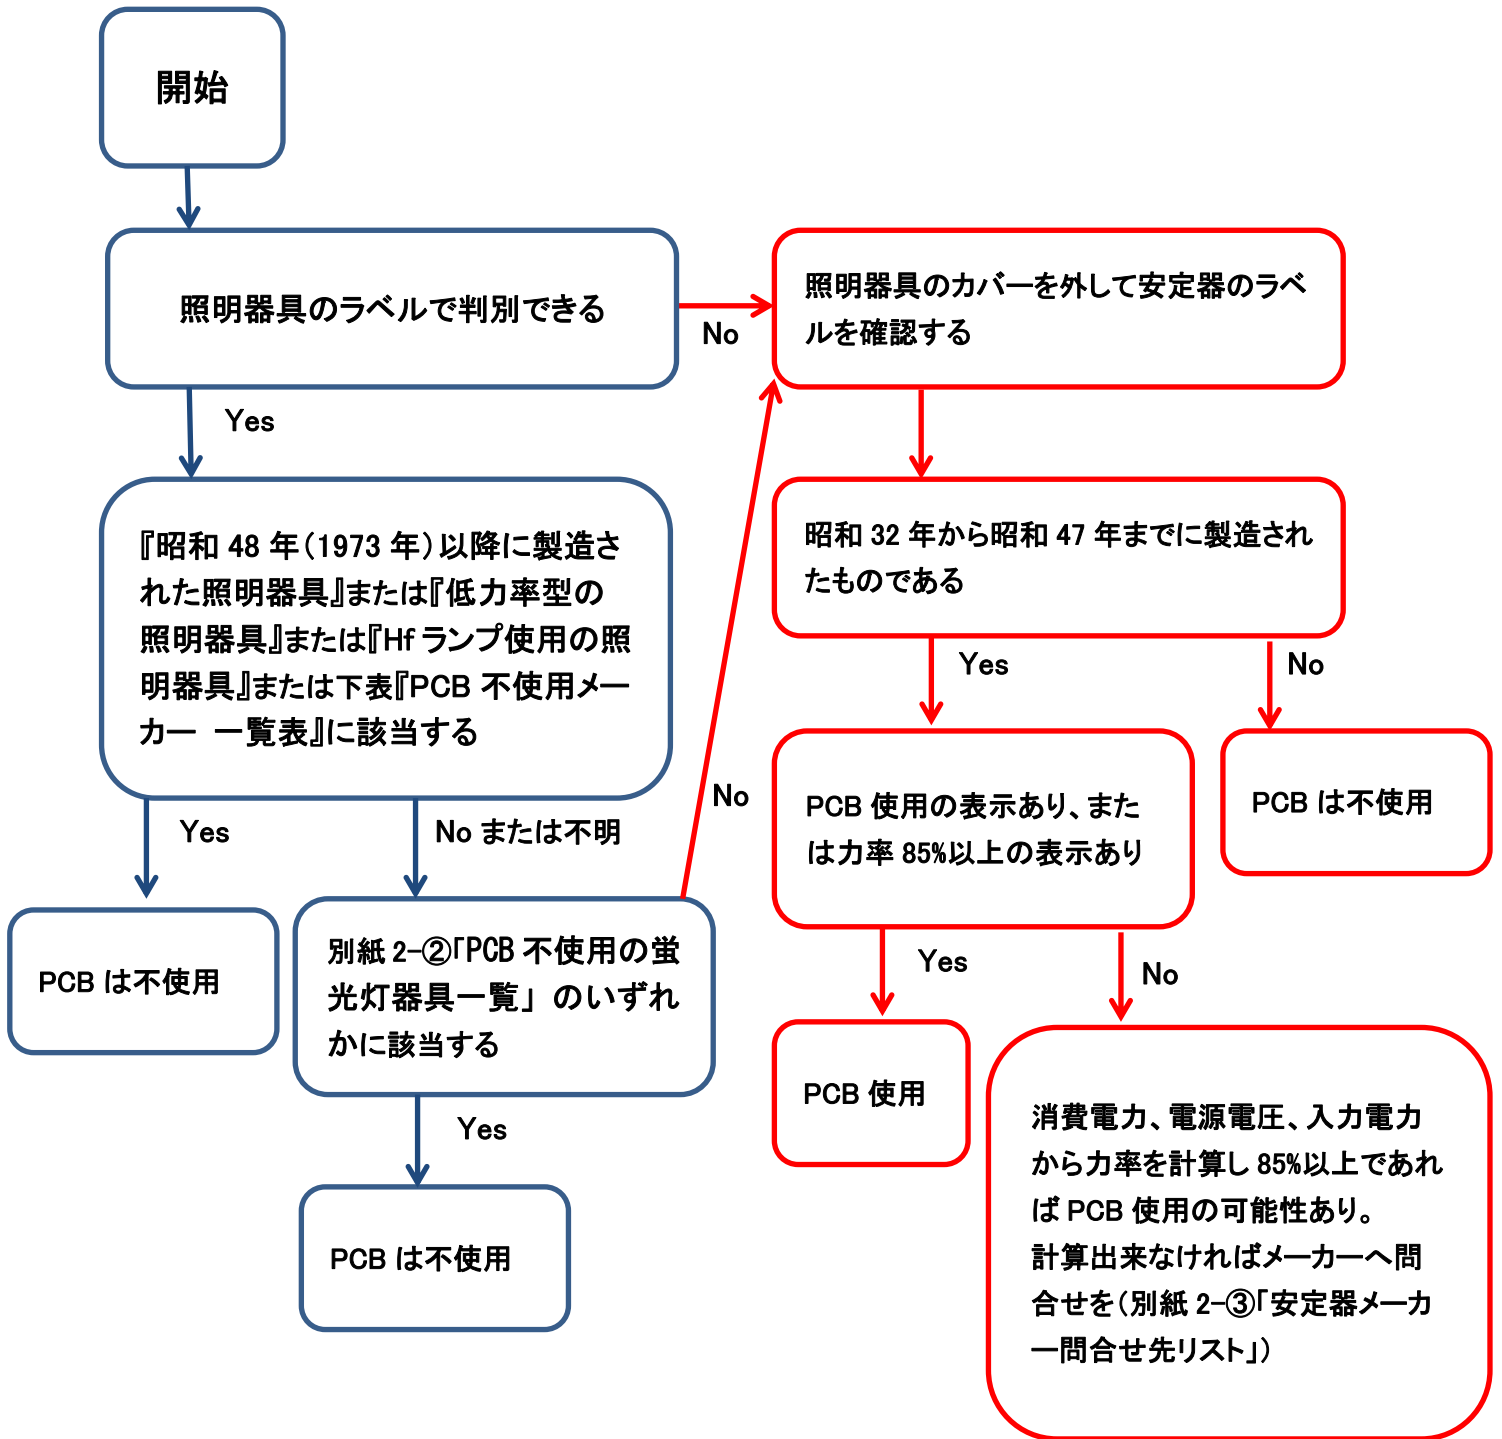 開始
照明器具のラベルで判別できる
No
照明器具のカバーを外して安定器のラベ
ルを確認する
Yes
『昭和 48 年（1973 年）以降に製造さ
れた照明器具』または『低力率型の
照明器具』または『Hf ランプ使用の照
明器具』または下表『PCB 不使用メー
カー 一覧表』に該当する
昭和 32 年から昭和 47 年までに製造され
たものである
Yes
No
No
PCB 使用の表示あり、また
は力率 85%以上の表示あり
PCB は不使用
Yes
No または不明
PCB は不使用
別紙 2-②「PCB 不使用の蛍
光灯器具一覧」 のいずれ
かに該当する
Yes
No
PCB 使用
消費電力、電源電圧、入力電力
から力率を計算し 85%以上であれ
ば PCB 使用の可能性あり。
計算出来なければメーカーへ問
合せを（別紙 2-③「安定器メーカ
ー問合せ先リスト」）
Yes
PCB は不使用